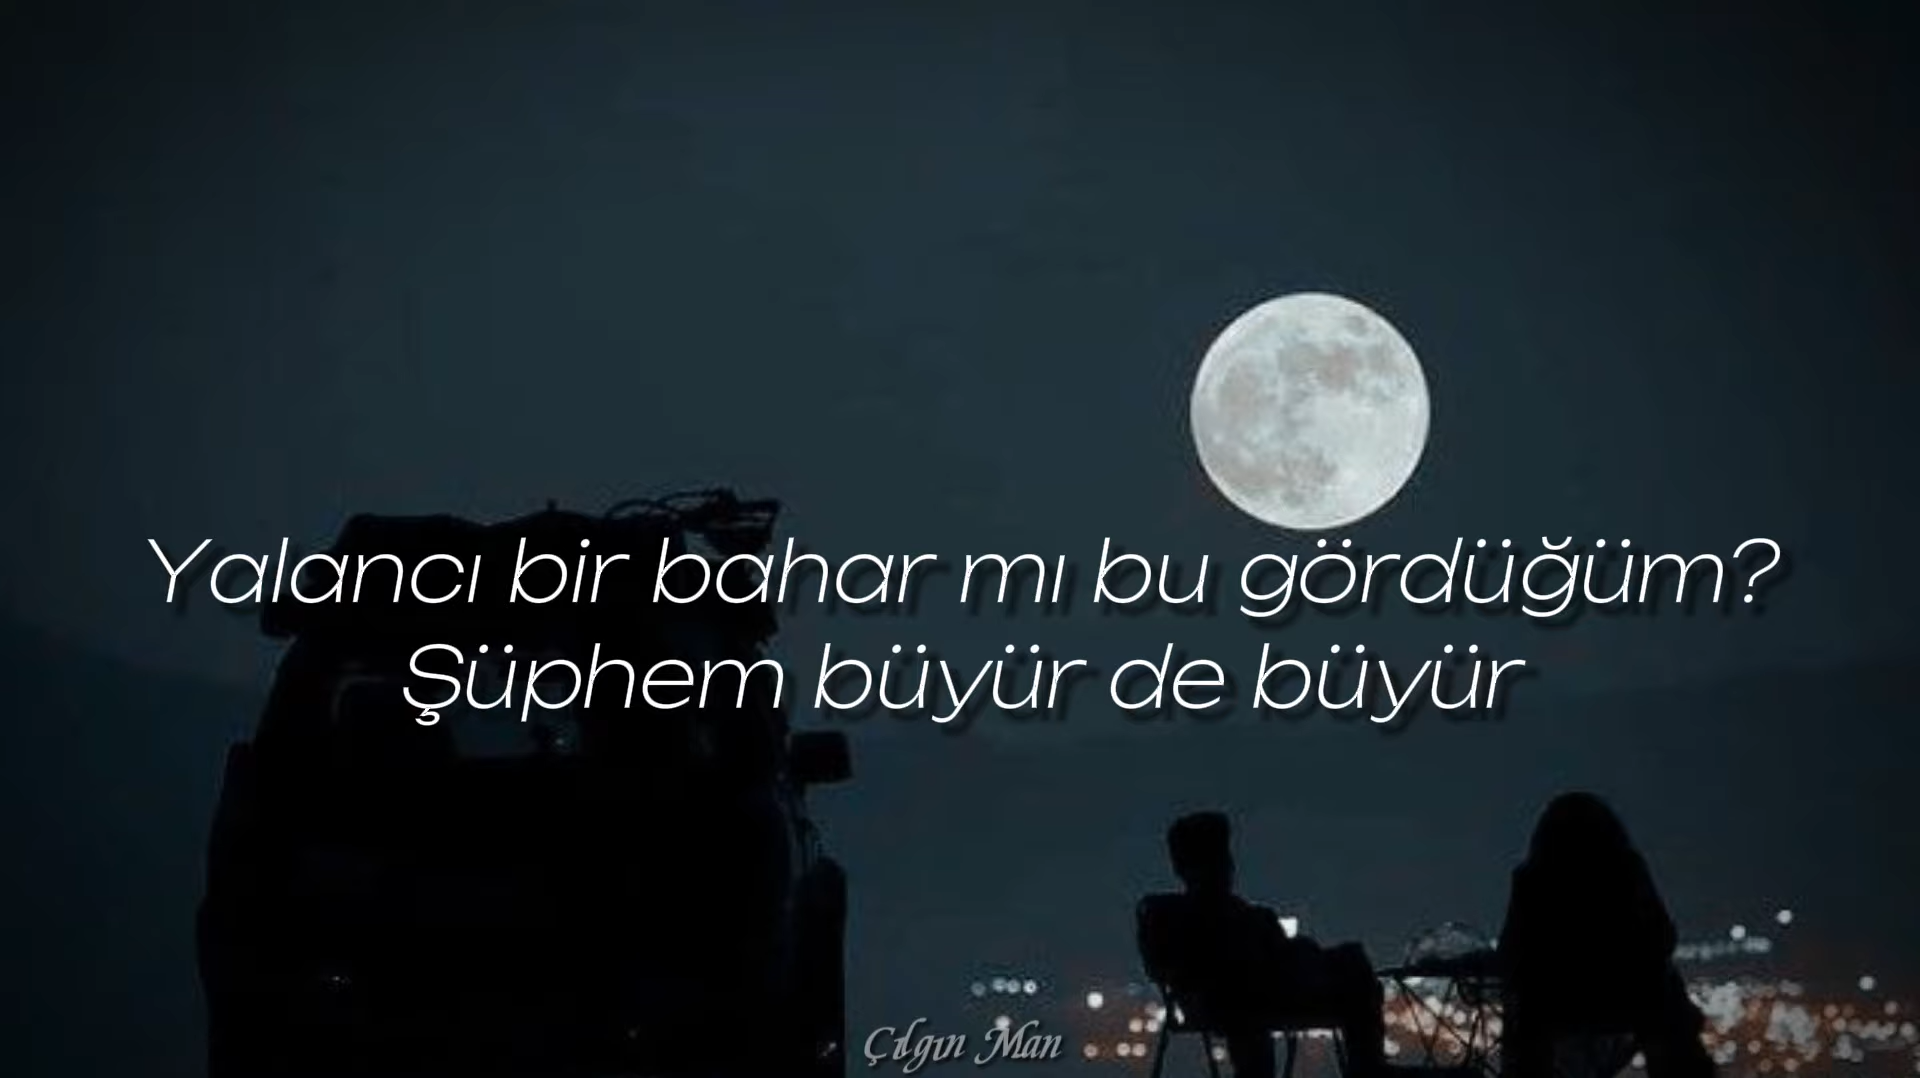 Yalancı bir bahar mı bu gördüğüm?
Şüphem büyür de büyür
Çılgın Man